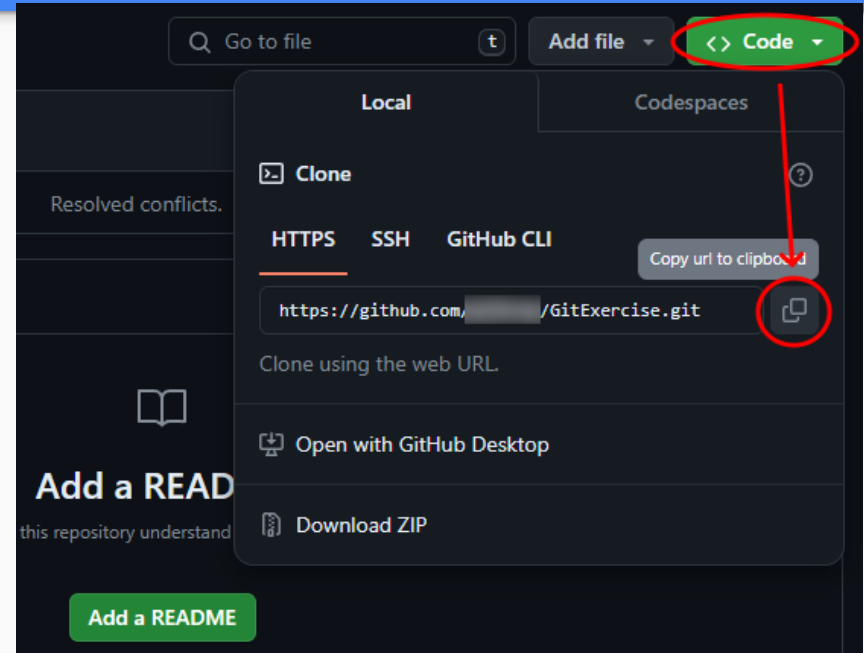 Go to file
t
Add file
<> Code
Local
Codespaces
Clone
Resolved conflicts.
HTTPS
SSH
GitHub CLI
Copy url to clipboard
https://github.com/ /GitExercise.git
Clone using the web URL.
Open with GitHub Desktop
Add a READ
this repository understand
Download ZIP
Add a README